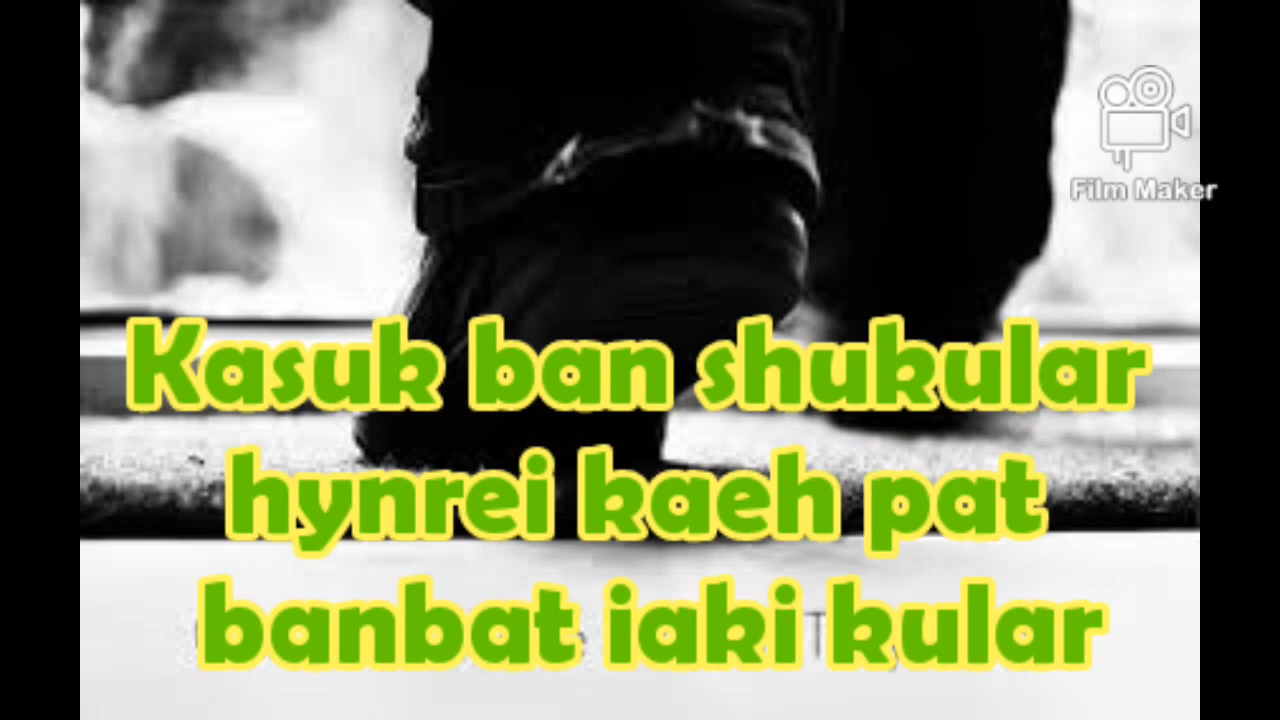 Film Maker
Kasuk ban shukular
hynrei kaeh pat
banbat iaki kular